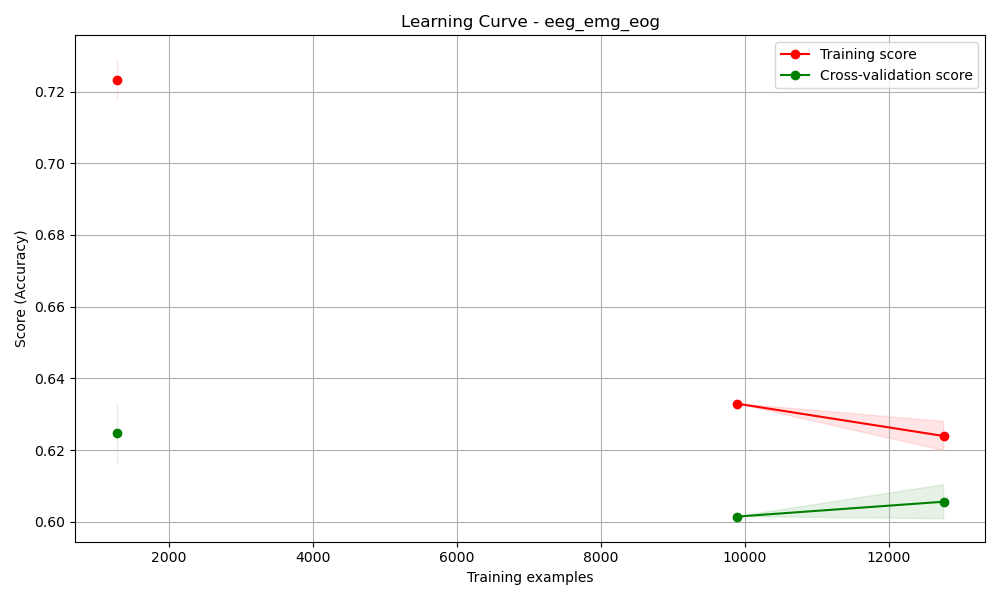 Learning Curve - eeg_emg_eog
Training score
Cross-validation score
Score (Accuracy)
0.72
0.70
0.68
0.66
0.64
0.62
0.60
2000 4000 6000 8000 10000 12000
Training examples